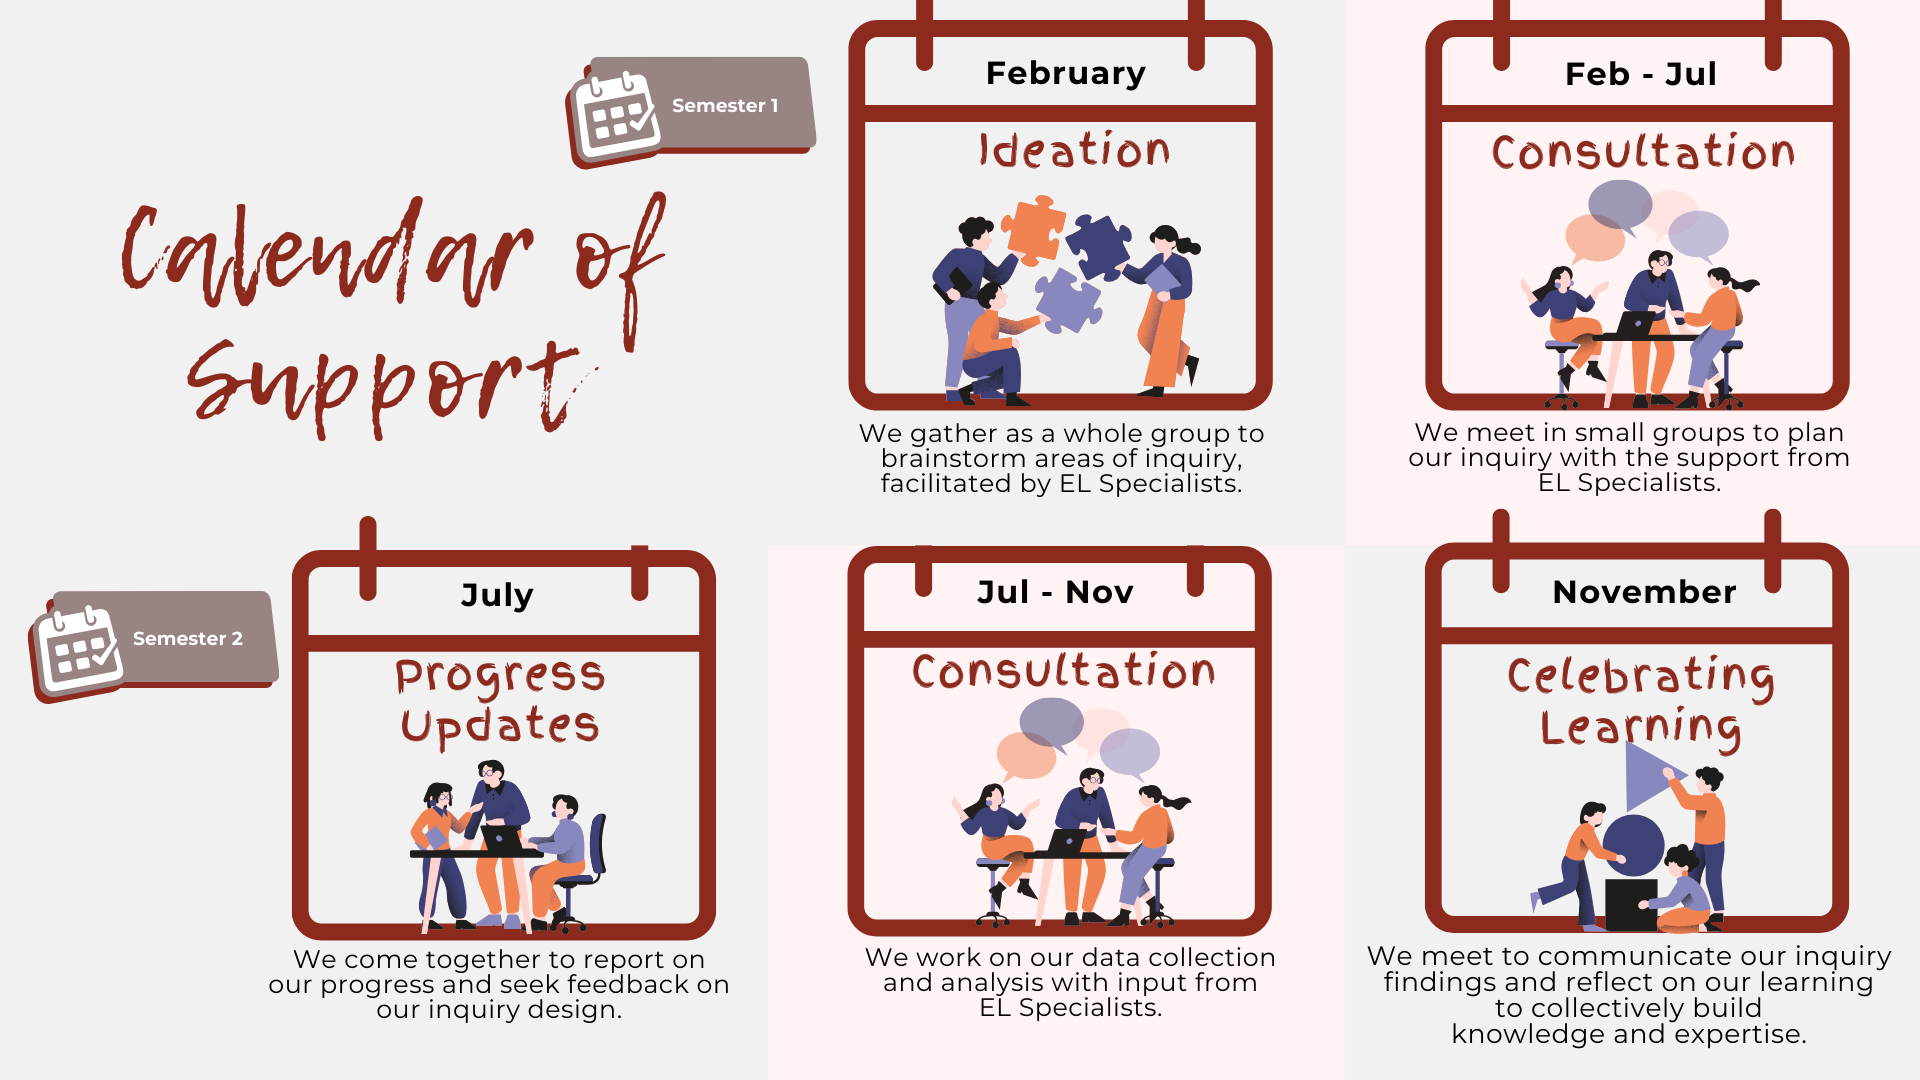 Calendar of
Support
Semester 1
February
Ideation
We gather as a whole group to
brainstorm areas of inquiry,
facilitated by EL Specialists.
Feb - Jul
Consultation
We meet in small groups to plan
our inquiry with the support from
EL Specialists.
Semester 2
July
Progress
Updates
We come together to report on
our progress and seek feedback on
our inquiry design.
Jul - Nov
Consultation
We work on our data collection
and analysis with input from
EL Specialists.
November
Celebrating
Learning
We meet to communicate our inquiry
findings and reflect on our learning
to collectively build
knowledge and expertise.